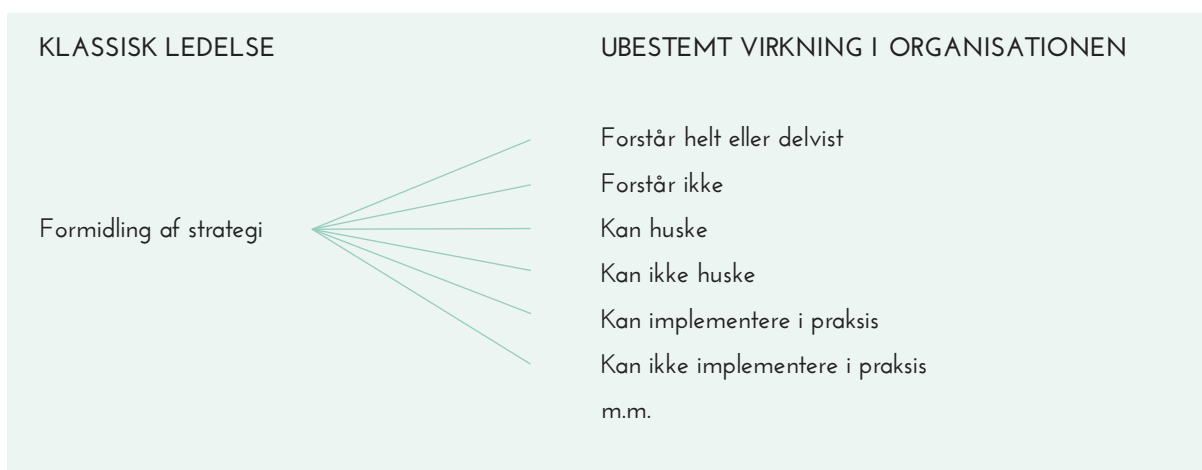 KLASSISK LEDELSE
UBESTEMT VIRKNING I ORGANISATIONEN
Formidling af strategi
Forstår helt eller delvist
Forstår ikke
Kan huske
Kan ikke huske
Kan implementere i praksis
Kan ikke implementere i praksis
m.m.